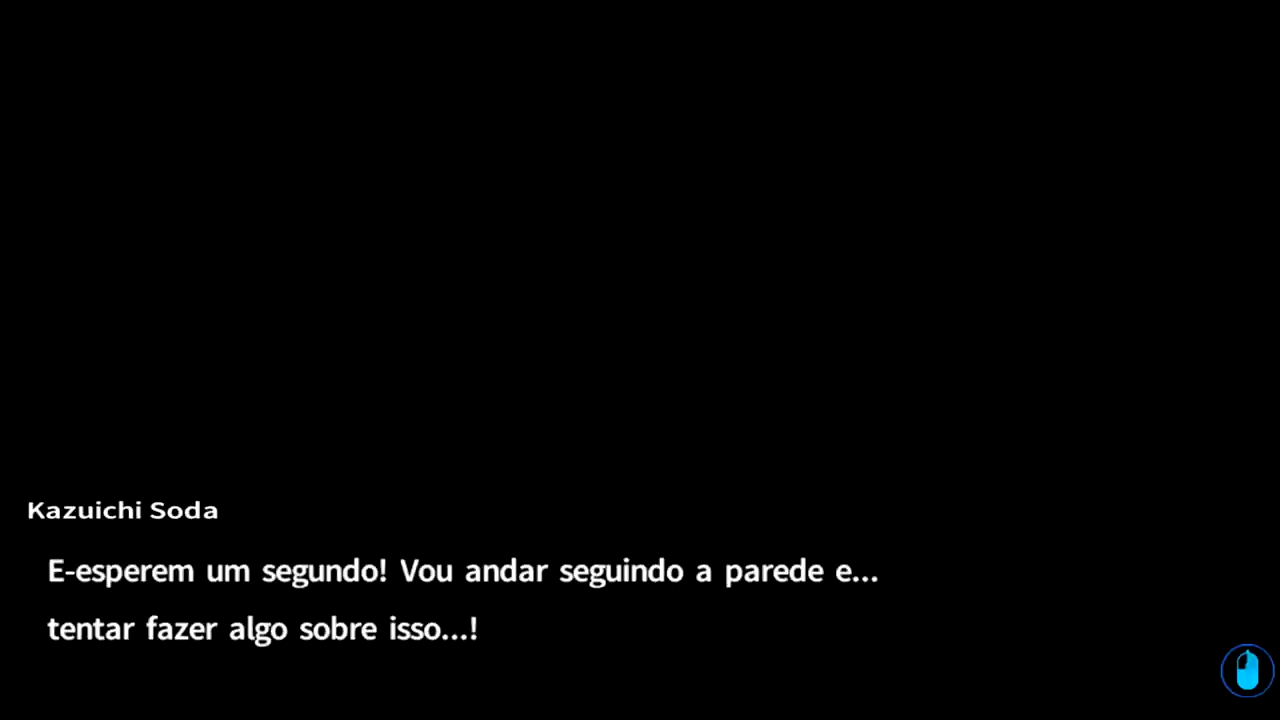 Kazuichi Soda
E-esperem um segundo! Vou andar seguindo a parede e...
tentar fazer algo sobre isso...!